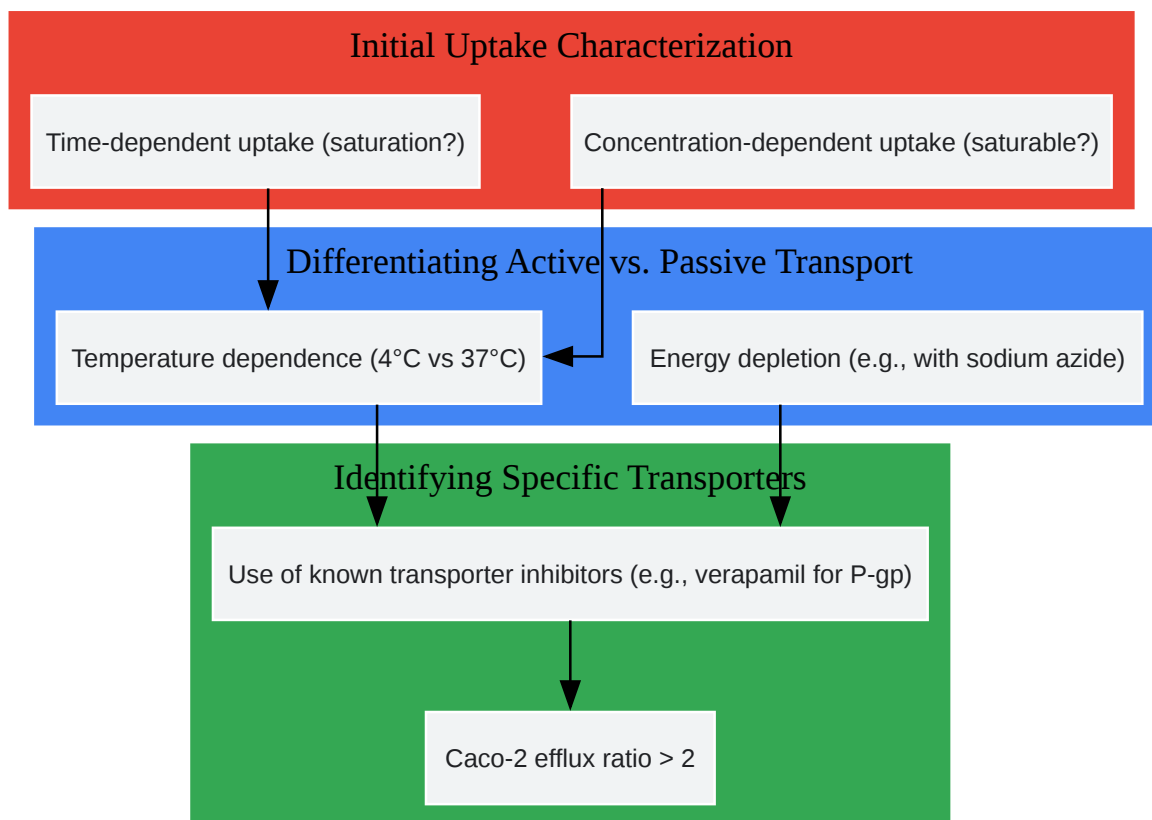 Initial Uptake Characterization
Time-dependent uptake (saturation?)
Concentration-dependent uptake (saturable?)
Differentiating Active vs. Passive Transport
Temperature dependence (4°C vs 37°C)
Energy depletion (e.g., with sodium azide)
Identifying Specific Transporters
Use of known transporter inhibitors (e.g., verapamil for P-gp)
Caco-2 efflux ratio > 2